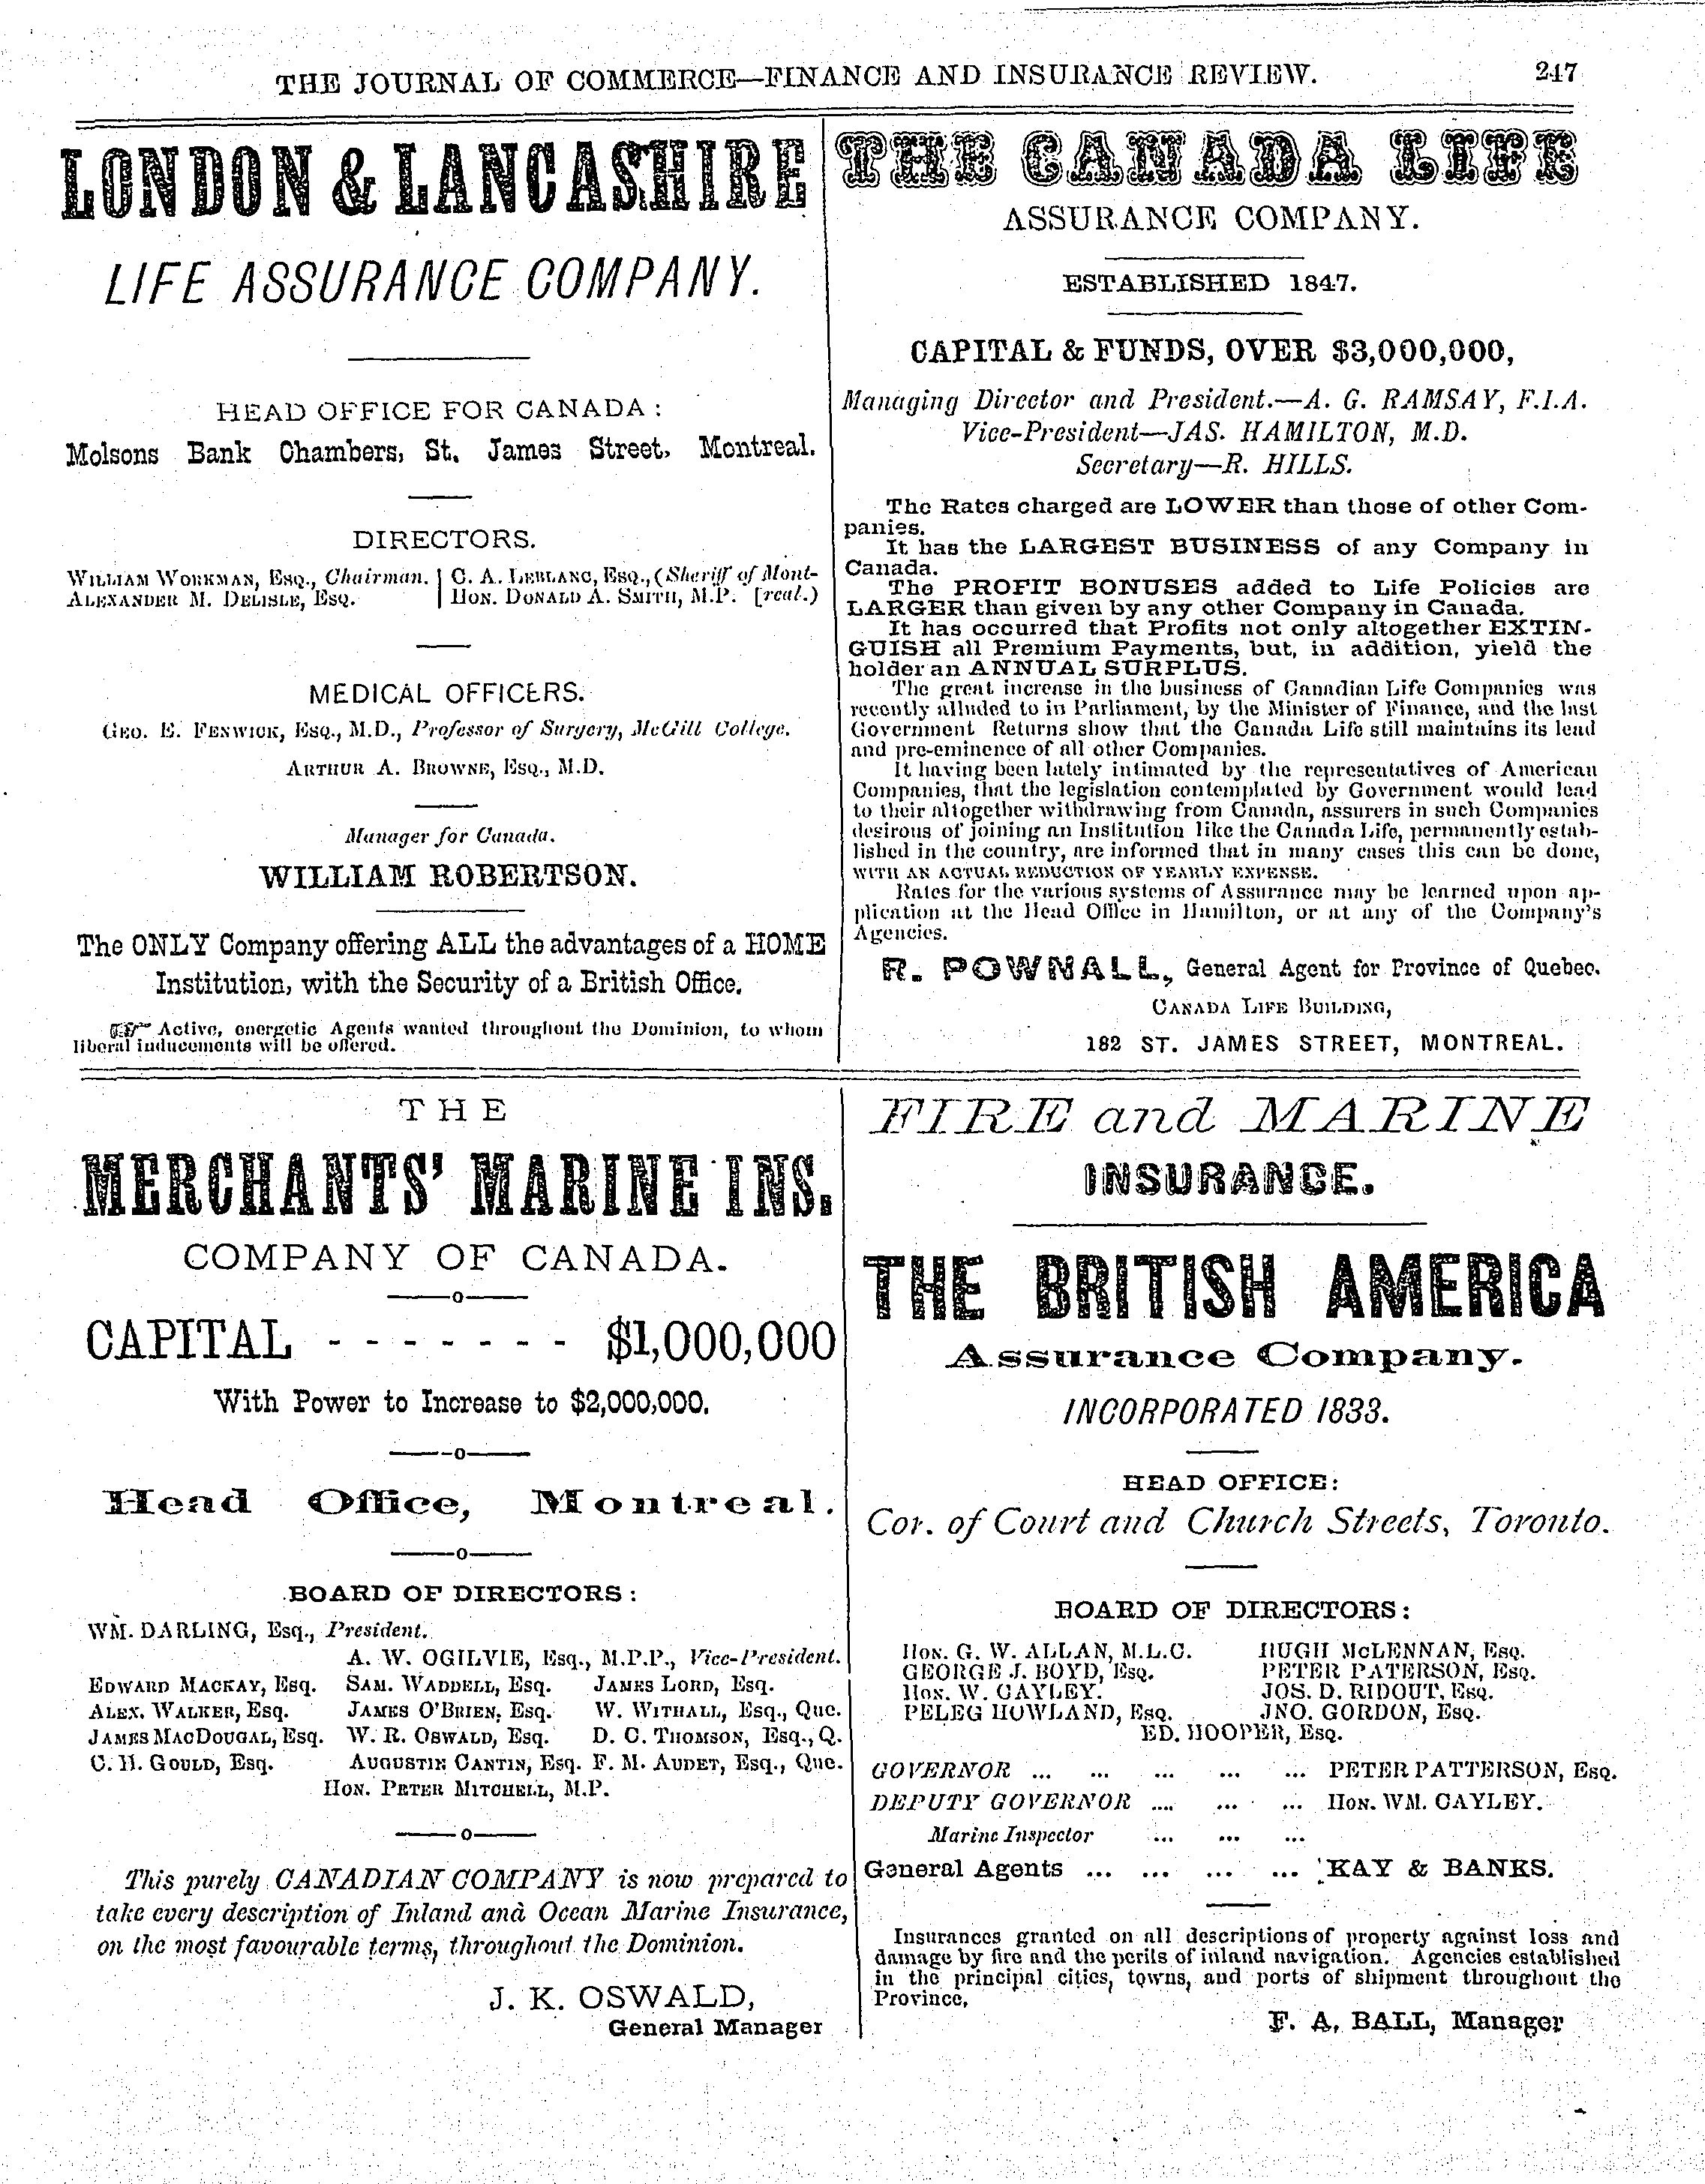 THE JOURNAL OF COMMERCE—FINANCE AND INSURANCE REVIEW. 247
LONDON & LANCASHIRE
LIFE ASSURANCE COMPANY.
HEAD OFFICE FOR CANADA:
Molsons Bank Chambers, St. James Street, Montreal.
DIRECTORS.
WILLIAM WORKMAN, ESQ., Chairman. | C. A. LEBLANC, ESQ., (Sheriff of Mont-
ALEXANDER M. DELISLE, ESQ. | HON. DONALD A. SMITH, M.P. [real.)
MEDICAL OFFICERS.
GEO. E. FENWICK, ESQ., M.D., Professor of Surgery, McGill College.
ARTHUR A. BROWNE, ESQ., M.D.
Manager for Canada.
WILLIAM ROBERTSON.
The ONLY Company offering ALL the advantages of a HOME
Institution, with the Security of a British Office.
☞ Active, energetic Agents wanted throughout the Dominion, to whom
liberal inducements will be offered.
THE CANADA LIFE
ASSURANCE COMPANY.
ESTABLISHED 1847.
CAPITAL & FUNDS, OVER $3,000,000,
Managing Director and President.—A. G. RAMSAY, F.I.A.
Vice-President—JAS. HAMILTON, M.D.
Secretary—R. HILLS.
The Rates charged are LOWER than those of other Com-
panies.
It has the LARGEST BUSINESS of any Company in
Canada.
The PROFIT BONUSES added to Life Policies are
LARGER than given by any other Company in Canada.
It has occurred that Profits not only altogether EXTIN-
GUISH all Premium Payments, but, in addition, yield the
holder an ANNUAL SURPLUS.
The great increase in the business of Canadian Life Companies was
recently alluded to in Parliament, by the Minister of Finance, and the last
Government Returns show that the Canada Life still maintains its lead
and pre-eminence of all other Companies.
It having been lately intimated by the representatives of American
Companies, that the legislation contemplated by Government would lead
to their altogether withdrawing from Canada, assurers in such Companies
desirous of joining an Institution like the Canada Life, permanently estab-
lished in the country, are informed that in many cases this can be done,
WITH AN ACTUAL REDUCTION OF YEARLY EXPENSE.
Rates for the various systems of Assurance may be learned upon ap-
plication at the Head Office in Hamilton, or at any of the Company's
Agencies.
R. POWNALL, General Agent for Province of Quebec.
CANADA LIFE BUILDING,
182 ST. JAMES STREET, MONTREAL.
THE
MERCHANTS' MARINE INS.
COMPANY OF CANADA.
CAPITAL - - - - - - - $1,000,000
With Power to Increase to $2,000,000.
Head Office, Montreal.
BOARD OF DIRECTORS:
WM. DARLING, Esq., President.
A. W. OGILVIE, Esq., M.P.P., Vice-President.
EDWARD MACKAY, Esq. SAM. WADDELL, Esq. JAMES LORD, Esq.
ALEX. WALKER, Esq. JAMES O'BRIEN, Esq. W. WITHALL, Esq., Que.
JAMES MACDOUGAL, Esq. W. R. OSWALD, Esq. D. C. THOMSON, Esq., Q.
C. H. GOULD, Esq. AUGUSTIN CANTIN, Esq. F. M. AUDET, Esq., Que.
HON. PETER MITCHELL, M.P.
This purely CANADIAN COMPANY is now prepared to
take every description of Inland and Ocean Marine Insurance,
on the most favourable terms, throughout the Dominion.
J. K. OSWALD,
General Manager
FIRE and MARINE
INSURANCE.
THE BRITISH AMERICA
Assurance Company.
INCORPORATED 1833.
HEAD OFFICE:
Cor. of Court and Church Streets, Toronto.
BOARD OF DIRECTORS:
HON. G. W. ALLAN, M.L.C. HUGH McLENNAN, Esq.
GEORGE J. BOYD, Esq. PETER PATERSON, Esq.
HON. W. CAYLEY. JOS. D. RIDOUT, Esq.
PELEG HOWLAND, Esq. JNO. GORDON, Esq.
ED. HOOPER, Esq.
GOVERNOR ... ... ... ... ... PETER PATTERSON, Esq.
DEPUTY GOVERNOR .... ... ... HON. WM. CAYLEY.
Marine Inspector ... ... ...
General Agents ... ... ... ... KAY & BANKS.
Insurances granted on all descriptions of property against loss and
damage by fire and the perils of inland navigation. Agencies established
in the principal cities, towns, and ports of shipment throughout the
Province.
F. A. BALL, Manager